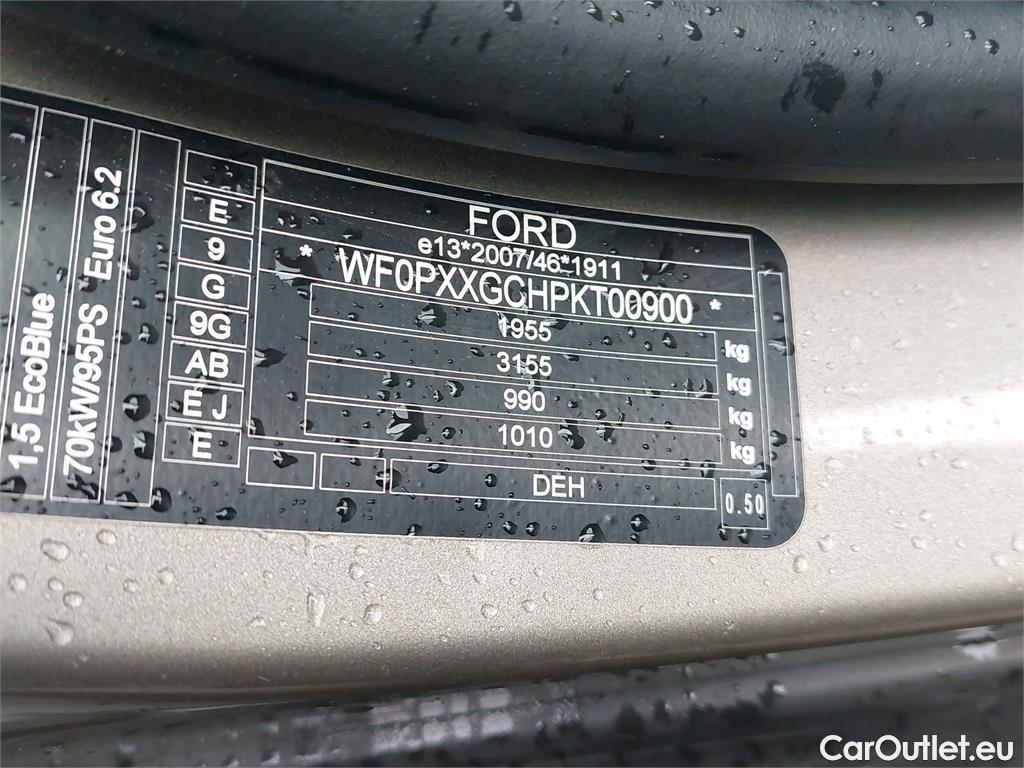 FORD
e13*2007/46*1911
* WF0PXXGCHPKT00900 *
1955 kg
3155 kg
990 kg
1010 kg
DEH
0.50
E
9
G
9G
AB
E J
E
1,5 EcoBlue
70kW/95PS Euro 6.2
CarOutlet.eu